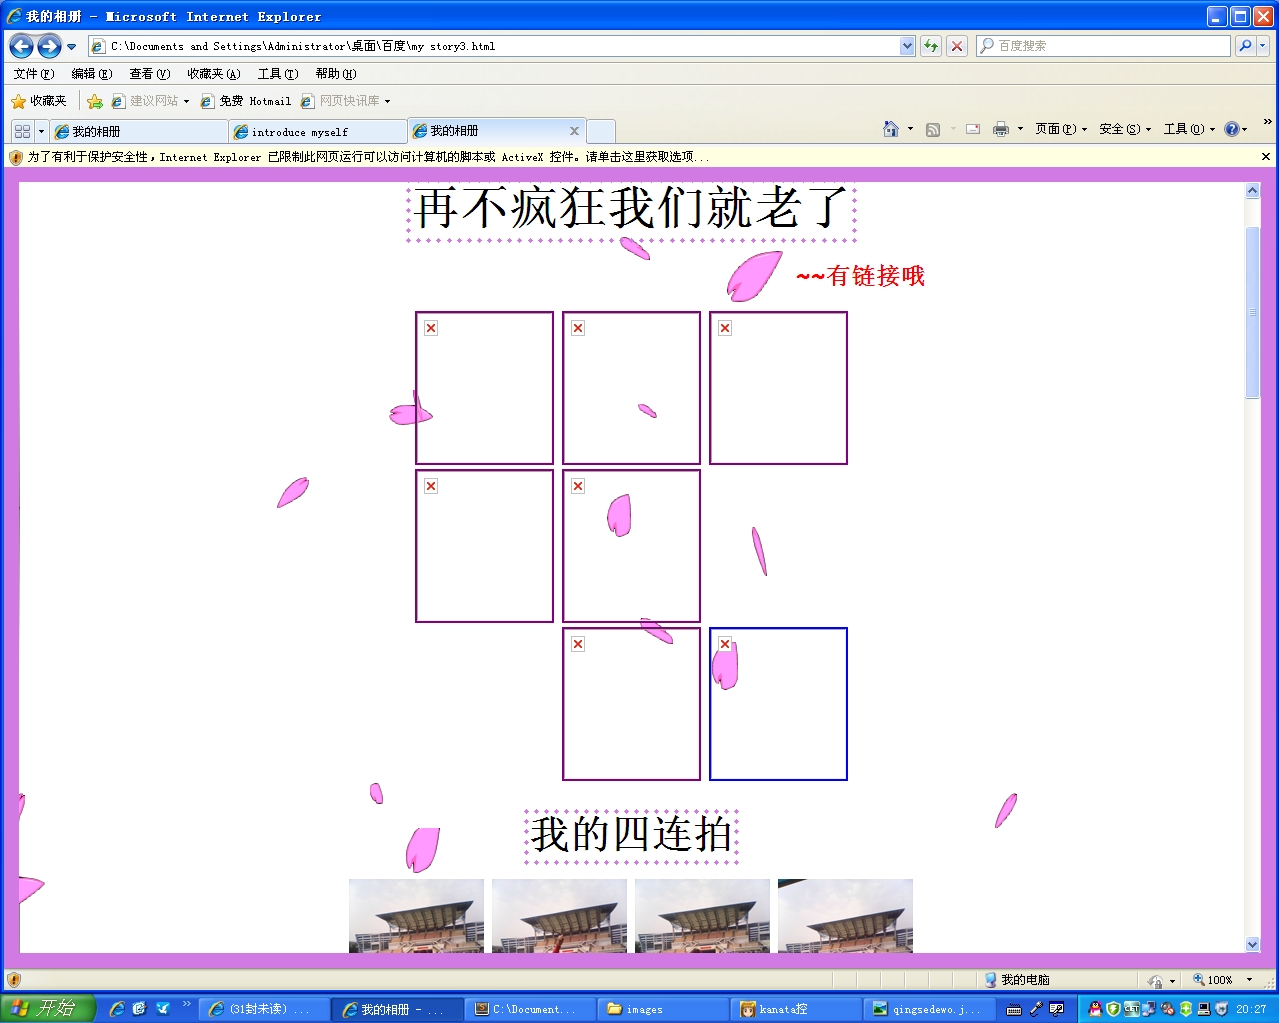 我的相册 - Microsoft Internet Explorer
C:\Documents and Settings\Administrator\桌面\百度\my story3.html
百度搜索
文件(F) 编辑(E) 查看(V) 收藏夹(A) 工具(T) 帮助(H)
收藏夹 建议网站 免费 Hotmail 网页快讯库
我的相册 introduce myself 我的相册 页面(P) 安全(S) 工具(O)
为了有利于保护安全性，Internet Explorer 已限制此网页运行可以访问计算机的脚本或 ActiveX 控件。请单击这里获取选项...
再不疯狂我们就老了
~~有链接哦
我的四连拍
我的电脑 100%
开始 (31封未读) ... 我的相册 - ... C:\Document... images kanata控 qingsedewo.j... 20:27